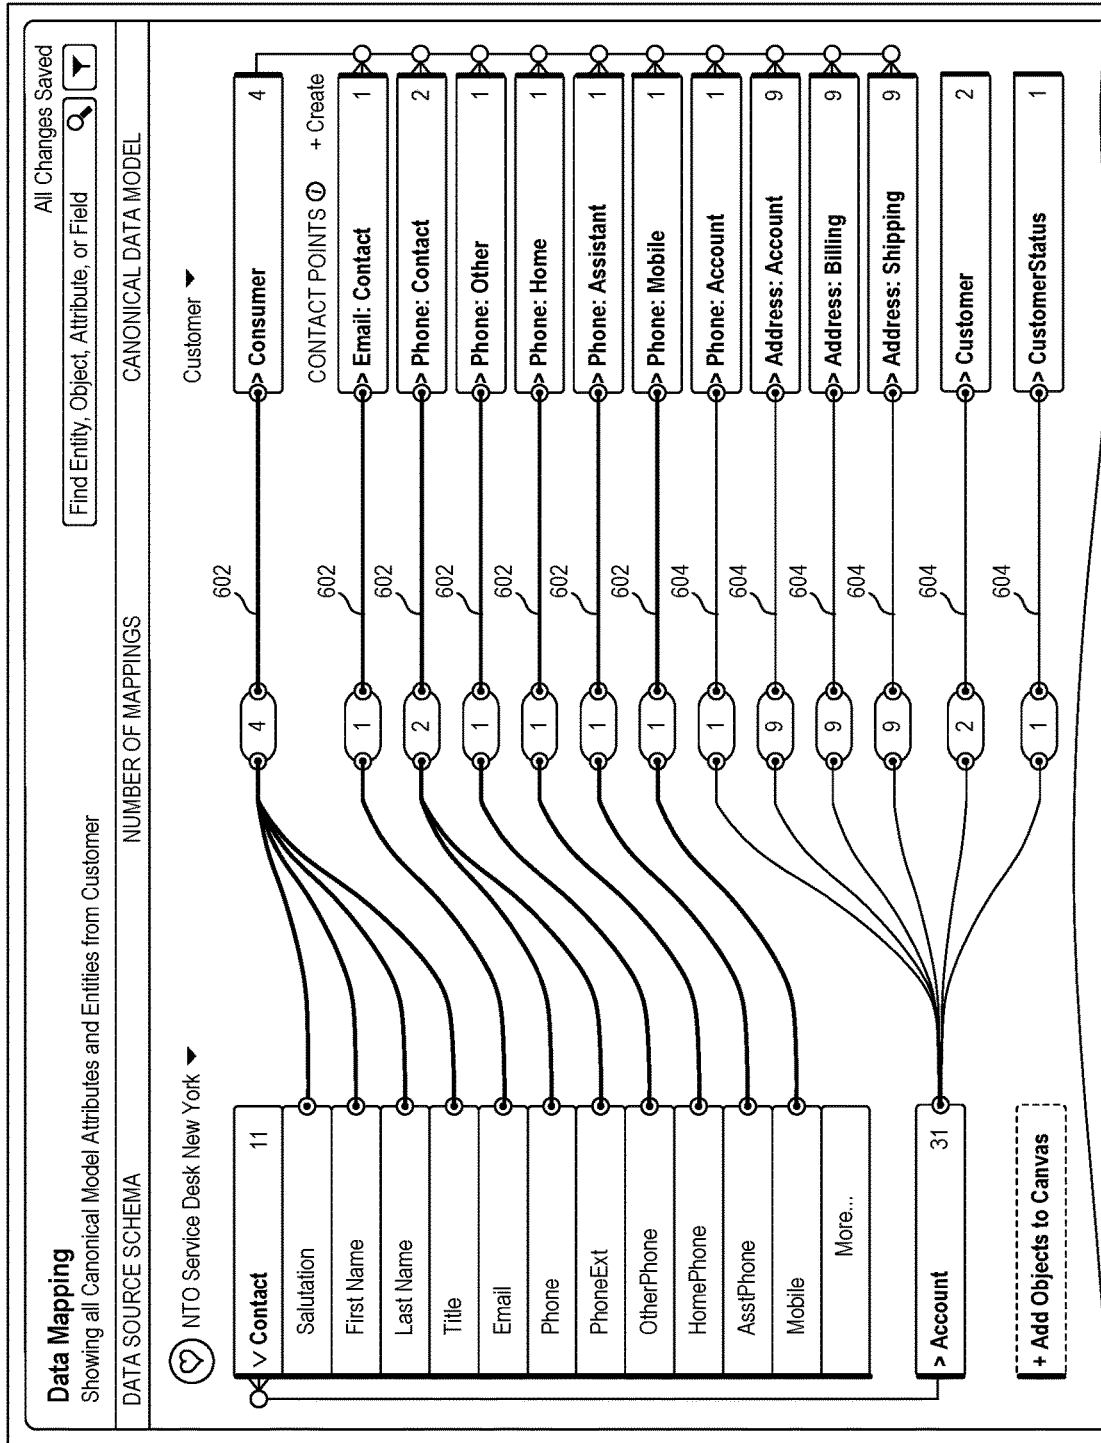 Data Mapping
All Changes Saved
Showing all Canonical Model Attributes and Entities from Customer
Find Entity, Object, Attribute, or Field
DATA SOURCE SCHEMA
NUMBER OF MAPPINGS
CANONICAL DATA MODEL
NTO Service Desk New York
Customer
Contact 11
Salutation
First Name
Last Name
Title
Email
Phone
PhoneExt
OtherPhone
HomePhone
AsstPhone
Mobile
More...
> Account 31
+ Add Objects to Canvas
4
1
2
1
1
1
1
1
9
9
9
2
1
602
602
602
602
602
602
602
604
604
604
604
604
604
> Consumer 4
CONTACT POINTS + Create
> Email: Contact 1
> Phone: Contact 2
> Phone: Other 1
> Phone: Home 1
> Phone: Assistant 1
> Phone: Mobile 1
> Phone: Account 1
> Address: Account 9
> Address: Billing 9
> Address: Shipping 9
> Customer 2
> CustomerStatus 1